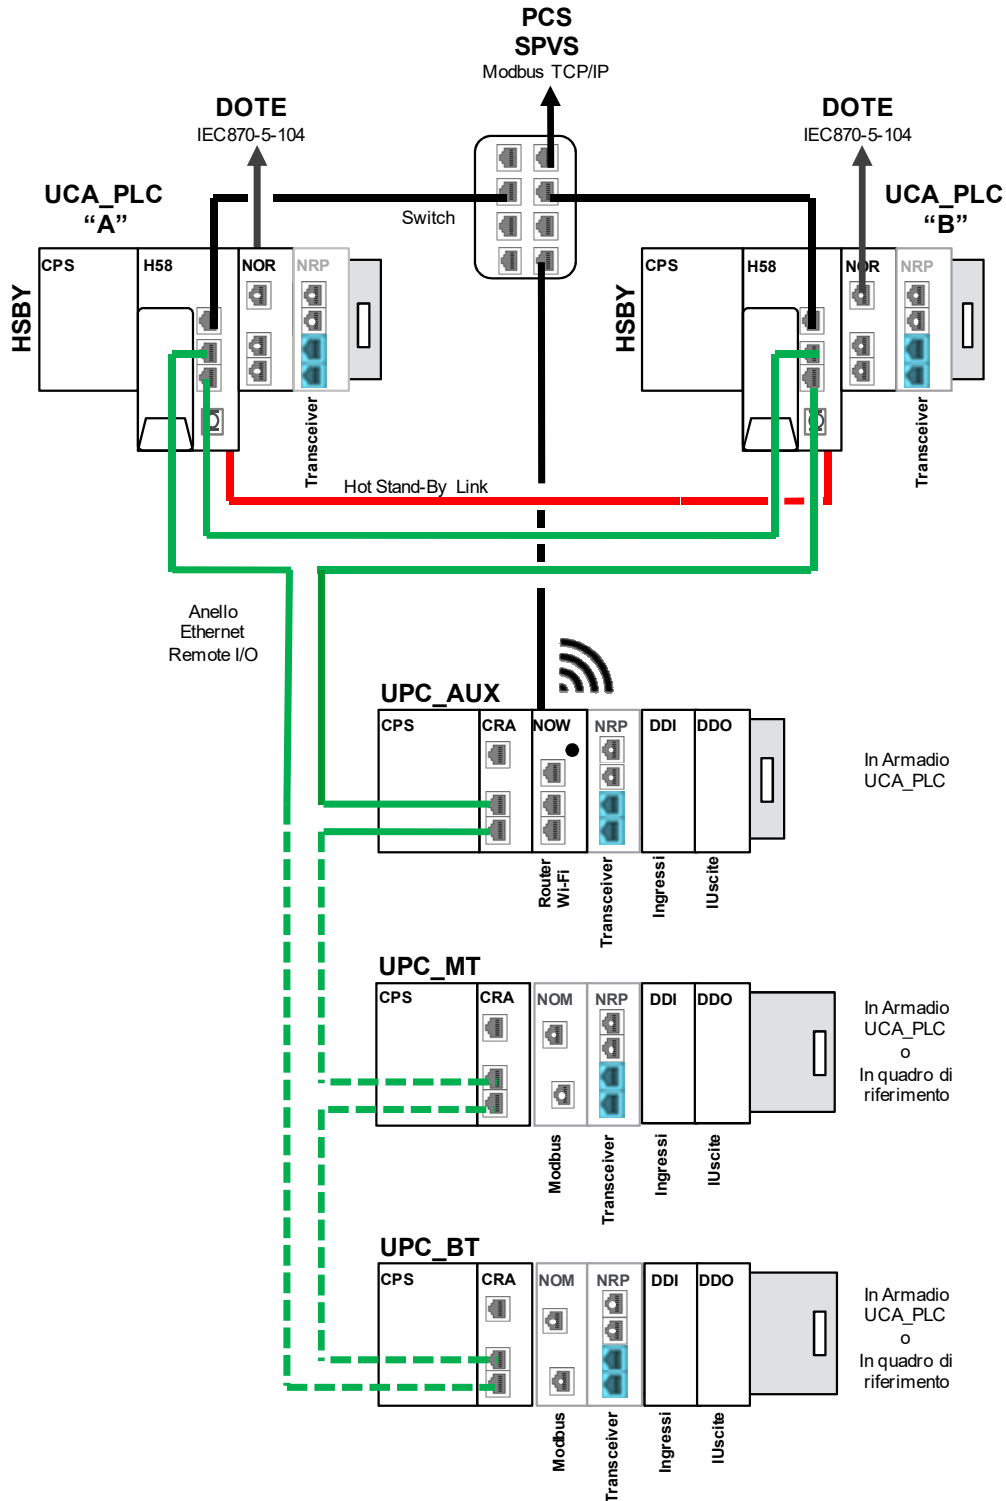 PCS
SPVS
Modbus TCP/IP
DOTE
IEC870-5-104
DOTE
IEC870-5-104
UCA_PLC
“A”
Switch
UCA_PLC
“B”
HSBY
CPS
H58
NOR
NRP
HSBY
CPS
H58
NOR
NRP
Transceiver
Transceiver
Hot Stand-By Link
Anello
Ethernet
Remote I/O
UPC_AUX
CPS
CRA
NOW
NRP
DDI
DDO
In Armadio
UCA_PLC
Router
Wi-Fi
Transceiver
Ingressi
IUscite
UPC_MT
CPS
CRA
NOM
NRP
DDI
DDO
In Armadio
UCA_PLC
o
In quadro di
riferimento
Modbus
Transceiver
Ingressi
IUscite
UPC_BT
CPS
CRA
NOM
NRP
DDI
DDO
In Armadio
UCA_PLC
o
In quadro di
riferimento
Modbus
Transceiver
Ingressi
IUscite